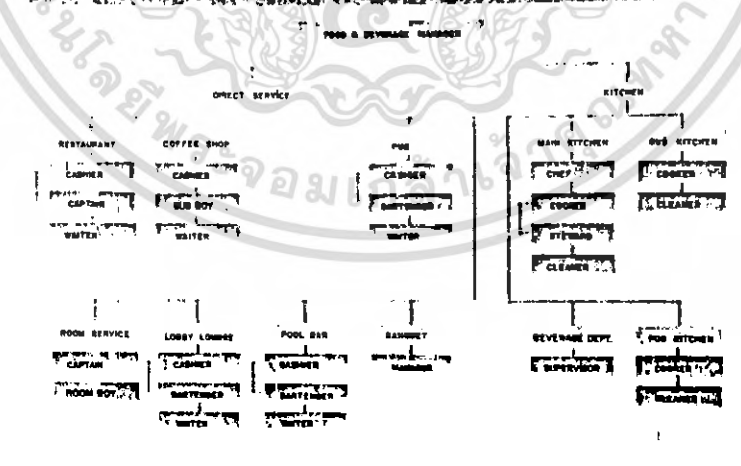 FOOD & BEVERAGE MANAGER
DIRECT SERVICE
KITCHEN
RESTAURANT COFFEE SHOP PUB MAIN KITCHEN SUB KITCHEN
CASHIER CASHIER CASHIER CHEF COOKER
CAPTAIN BUS BOY BARTENDER COOKER CLEANER
WAITER WAITER WAITER STEWARD
CLEANER
ROOM SERVICE LOBBY LOUNGE POOL BAR BANQUET BEVERAGE DEPT. KITCHEN
CAPTAIN CASHIER CASHIER MANAGER SUPERVISOR COOKER
ROOM BOY BARTENDER BARTENDER CLEANER
WAITER WAITER